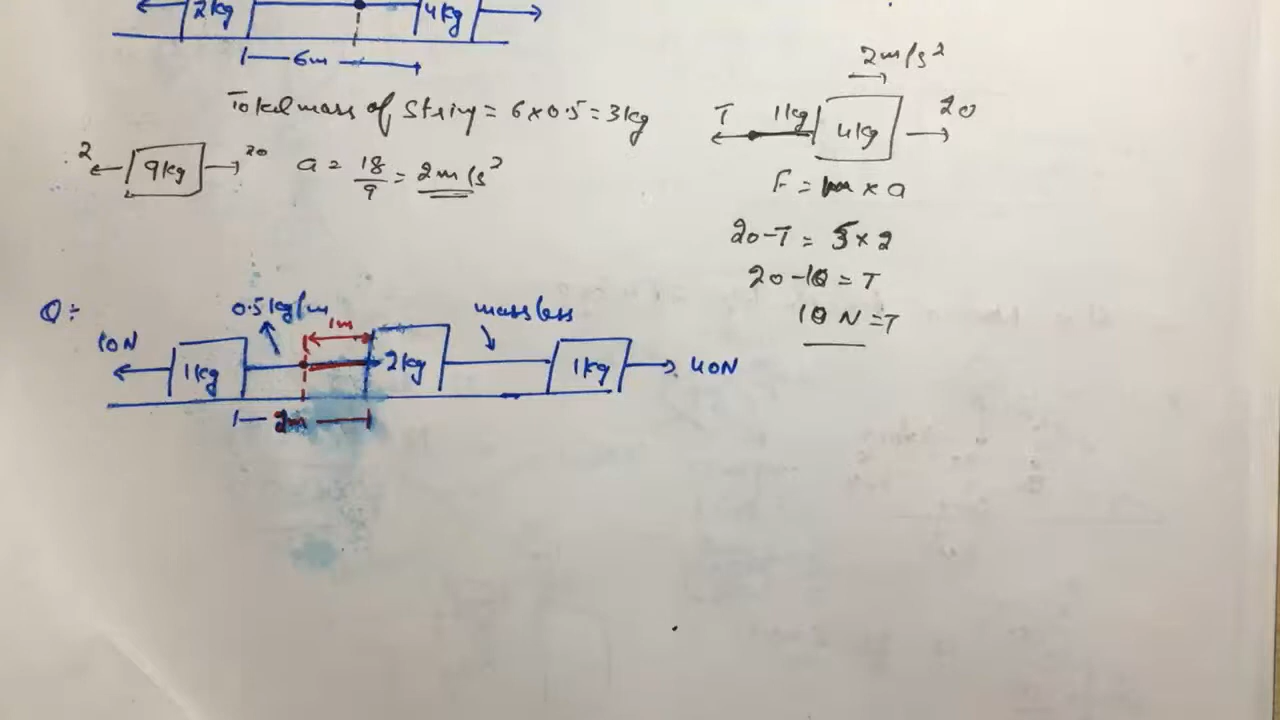 2kg 4kg
6m
Total mass of string = 6 x 0.5 = 3kg
2 9kg 20 a = 18/9 = 2m/s²
2m/s²
T 1kg 4kg 20
F = m x a
20-T = 5 x 2
20-10 = T
10 N = T
Q:
0.5kg/m 1m massless
10N 1kg 2kg 1kg 40N
2m